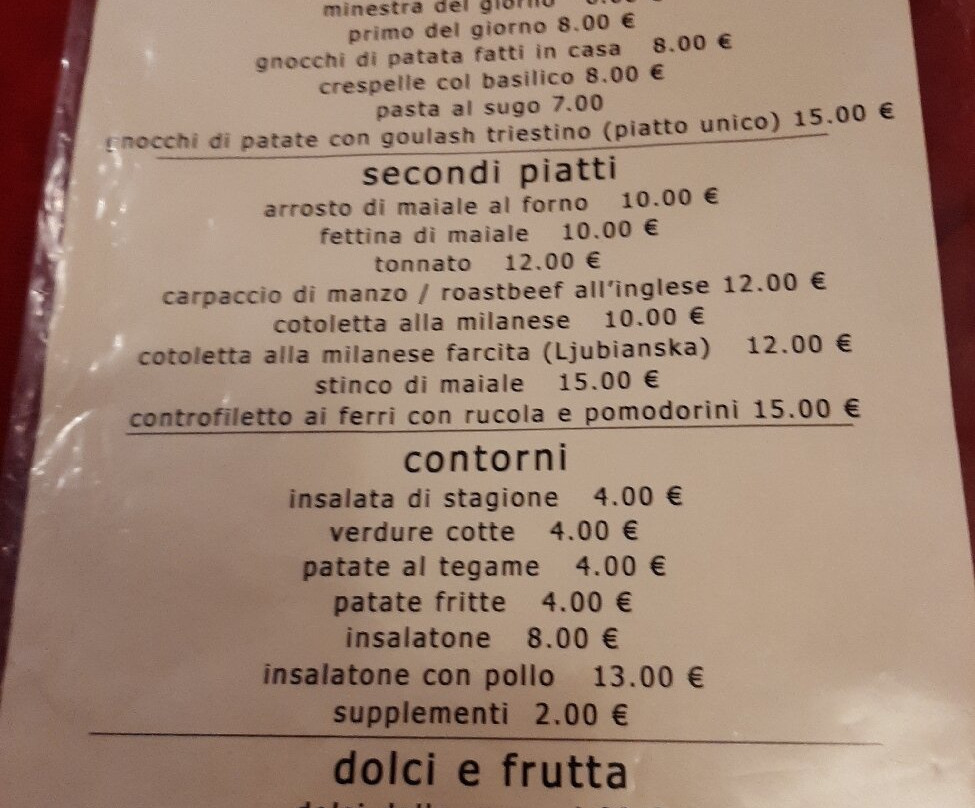 minestra del giorno
primo del giorno 8.00 €
gnocchi di patata fatti in casa 8.00 €
crespelle col basilico 8.00 €
pasta al sugo 7.00
gnocchi di patate con goulash triestino (piatto unico) 15.00 €
secondi piatti
arrosto di maiale al forno 10.00 €
fettina di maiale 10.00 €
tonnato 12.00 €
carpaccio di manzo / roastbeef all'inglese 12.00 €
cotoletta alla milanese 10.00 €
cotoletta alla milanese farcita (Ljubianska) 12.00 €
stinco di maiale 15.00 €
controfiletto ai ferri con rucola e pomodorini 15.00 €
contorni
insalata di stagione 4.00 €
verdure cotte 4.00 €
patate al tegame 4.00 €
patate fritte 4.00 €
insalatone 8.00 €
insalatone con pollo 13.00 €
supplementi 2.00 €
dolci e frutta